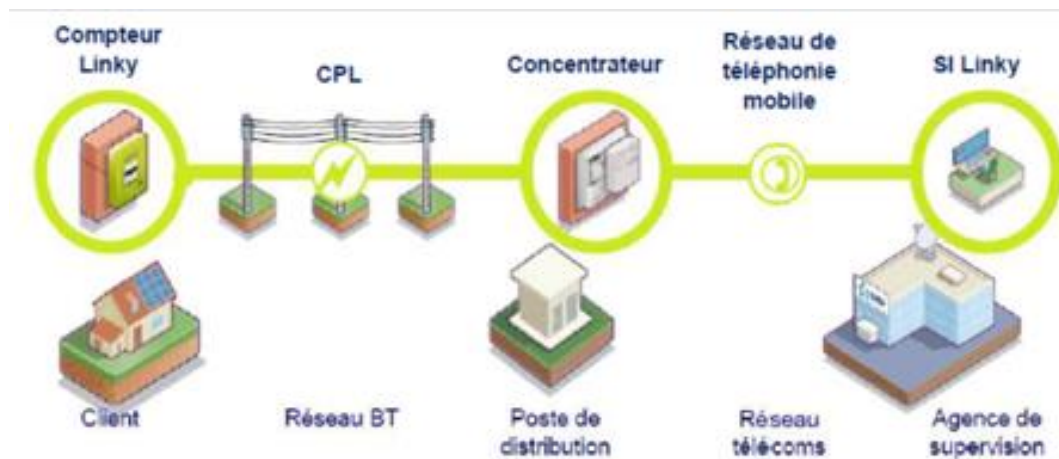 Compteur
Linky
CPL
Concentrateur
Réseau de
téléphonie
mobile
SI Linky
Client
Réseau BT
Poste de
distribution
Réseau
télécoms
Agence de
supervision